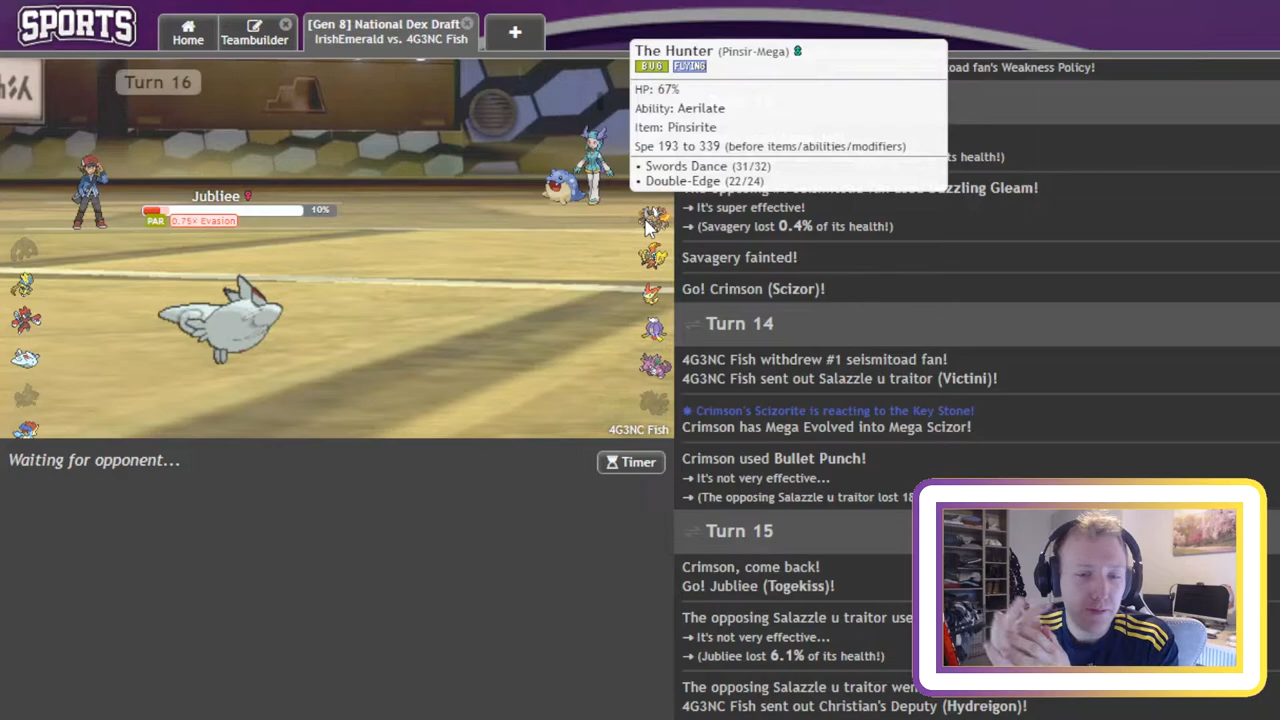 SPORTS
Home
Teambuilder
[Gen 8] National Dex Draft
IrishEmerald vs. 4G3NC Fish
Turn 16
The Hunter (Pinsir-Mega)
BUG FLYING
HP: 67%
Ability: Aerilate
Item: Pinsirite
Spe 193 to 339 (before items/abilities/modifiers)
• Swords Dance (31/32)
• Double-Edge (22/24)
Jubliee
10%
PAR 0.75× Evasion
4G3NC Fish
Waiting for opponent...
Timer
oad fan's Weakness Policy!
s health!)
zzling Gleam!
→ It's super effective!
→ (Savagery lost 0.4% of its health!)
Savagery fainted!
Go! Crimson (Scizor)!
Turn 14
4G3NC Fish withdrew #1 seismitoad fan!
4G3NC Fish sent out Salazzle u traitor (Victini)!
Crimson's Scizorite is reacting to the Key Stone!
Crimson has Mega Evolved into Mega Scizor!
Crimson used Bullet Punch!
→ It's not very effective...
→ (The opposing Salazzle u traitor lost 18
Turn 15
Crimson, come back!
Go! Jubliee (Togekiss)!
The opposing Salazzle u traitor use
→ It's not very effective...
→ (Jubliee lost 6.1% of its health!)
The opposing Salazzle u traitor wen
4G3NC Fish sent out Christian's Deputy (Hydreigon)!